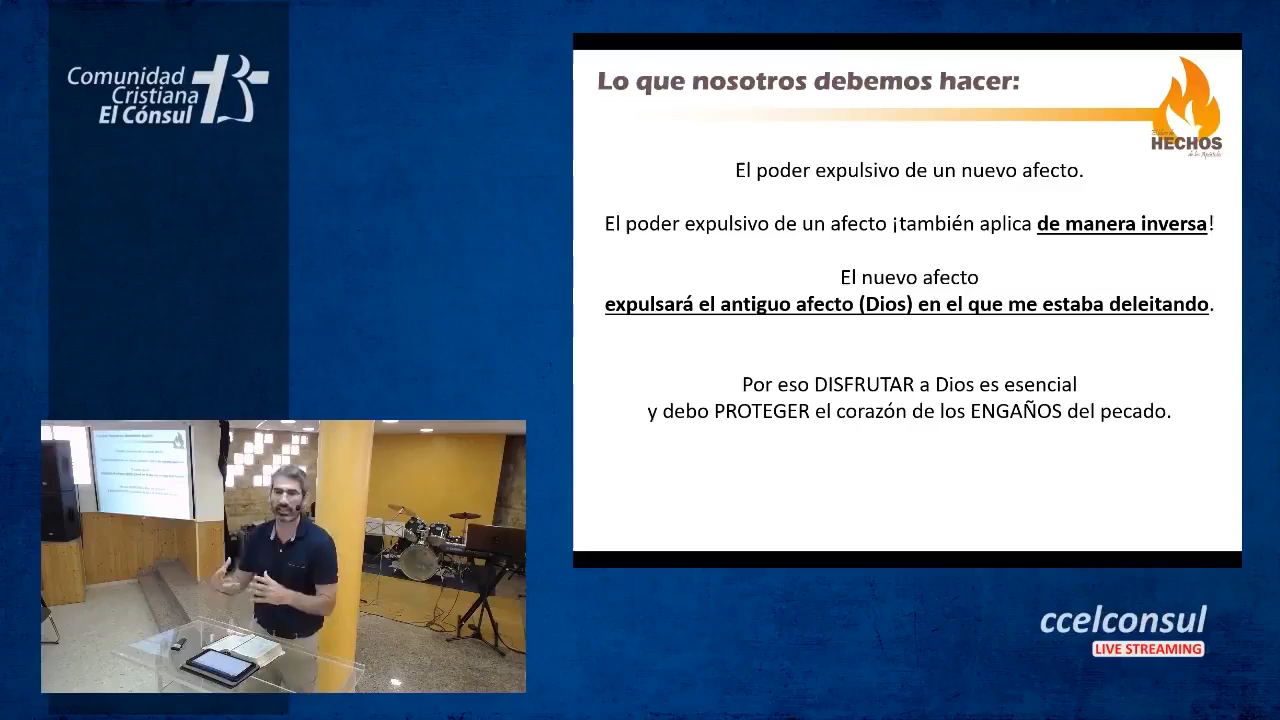 Comunidad
Cristiana
El Cónsul
Lo que nosotros debemos hacer:
HECHOS
El poder expulsivo de un nuevo afecto.
El poder expulsivo de un afecto ¡también aplica de manera inversa!
El nuevo afecto
expulsará el antiguo afecto (Dios) en el que me estaba deleitando.
Por eso DISFRUTAR a Dios es esencial
y debo PROTEGER el corazón de los ENGAÑOS del pecado.
ccelconsul
LIVE STREAMING